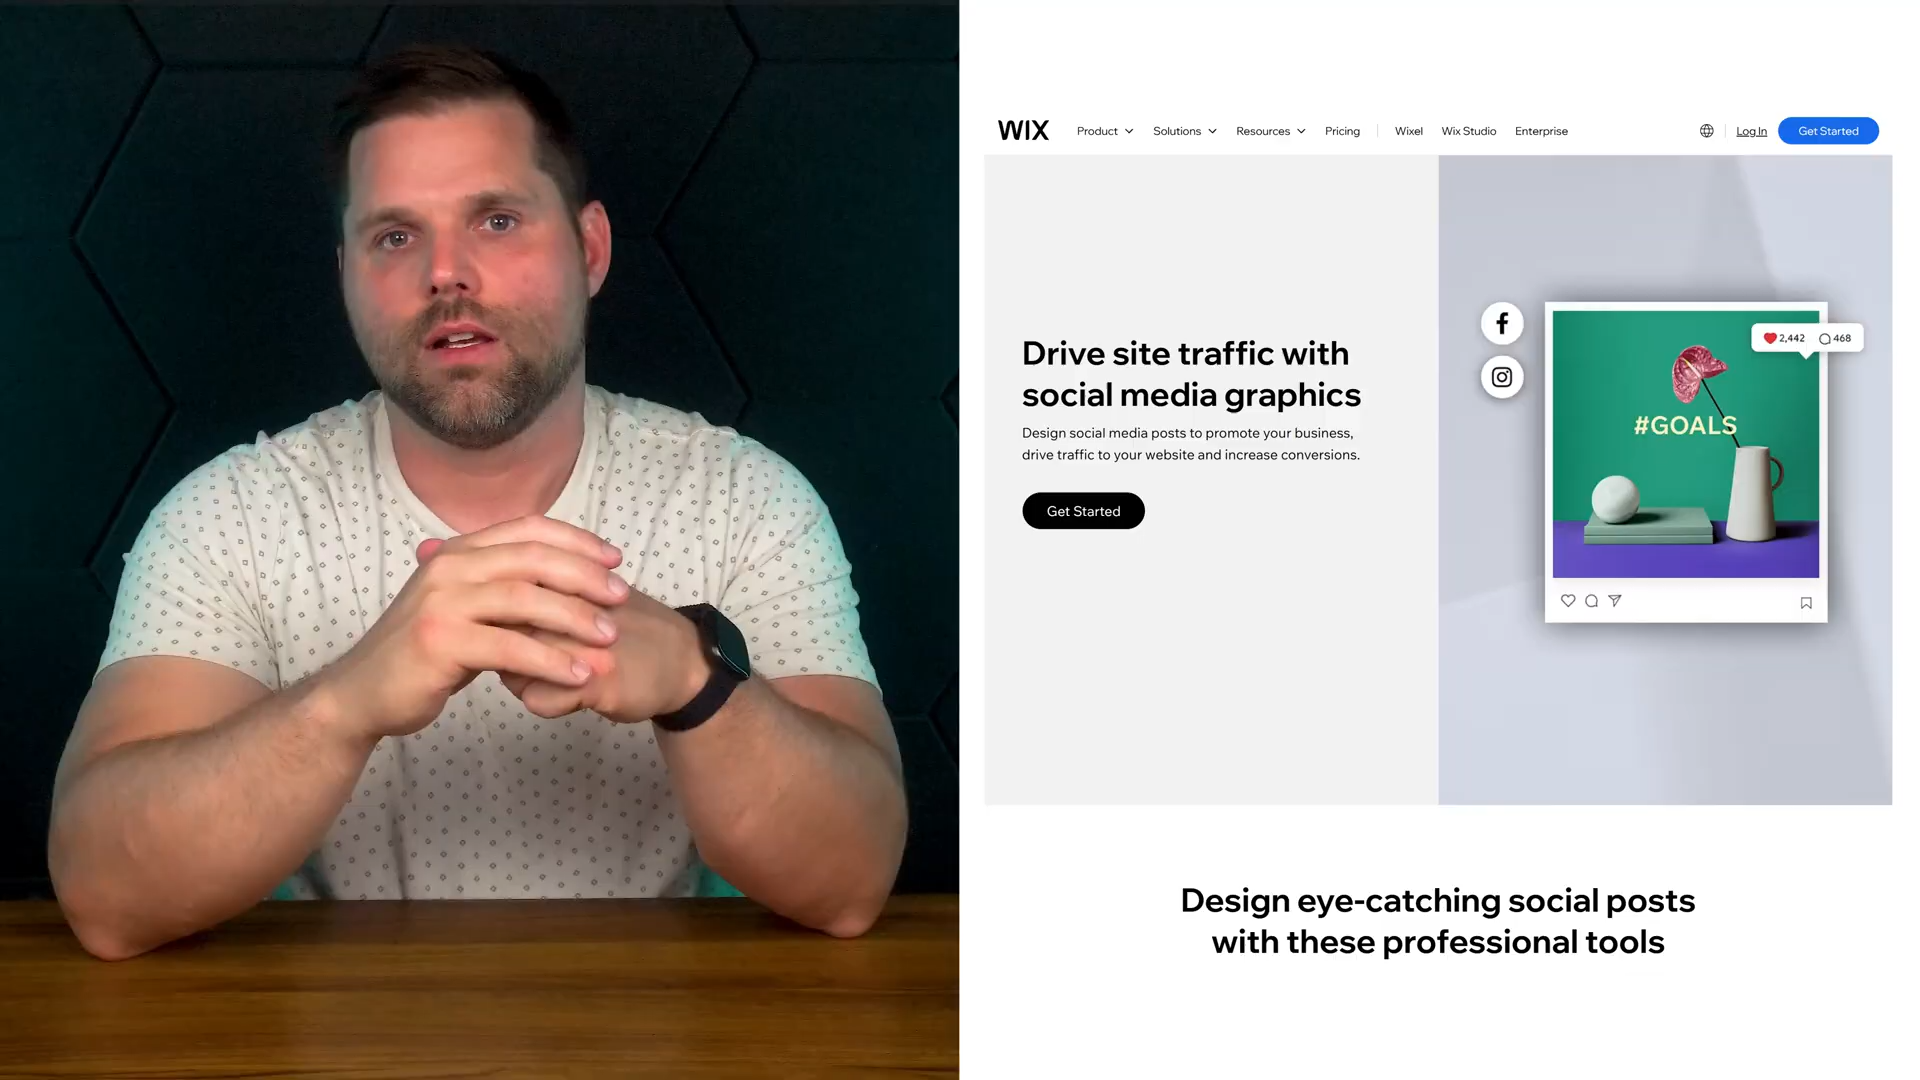 WIX
Product
Solutions
Resources
Pricing
Wixel
Wix Studio
Enterprise
Log In
Get Started
Drive site traffic with
social media graphics
Design social media posts to promote your business,
drive traffic to your website and increase conversions.
Get Started
f
2,442
468
#GOALS
Design eye-catching social posts
with these professional tools